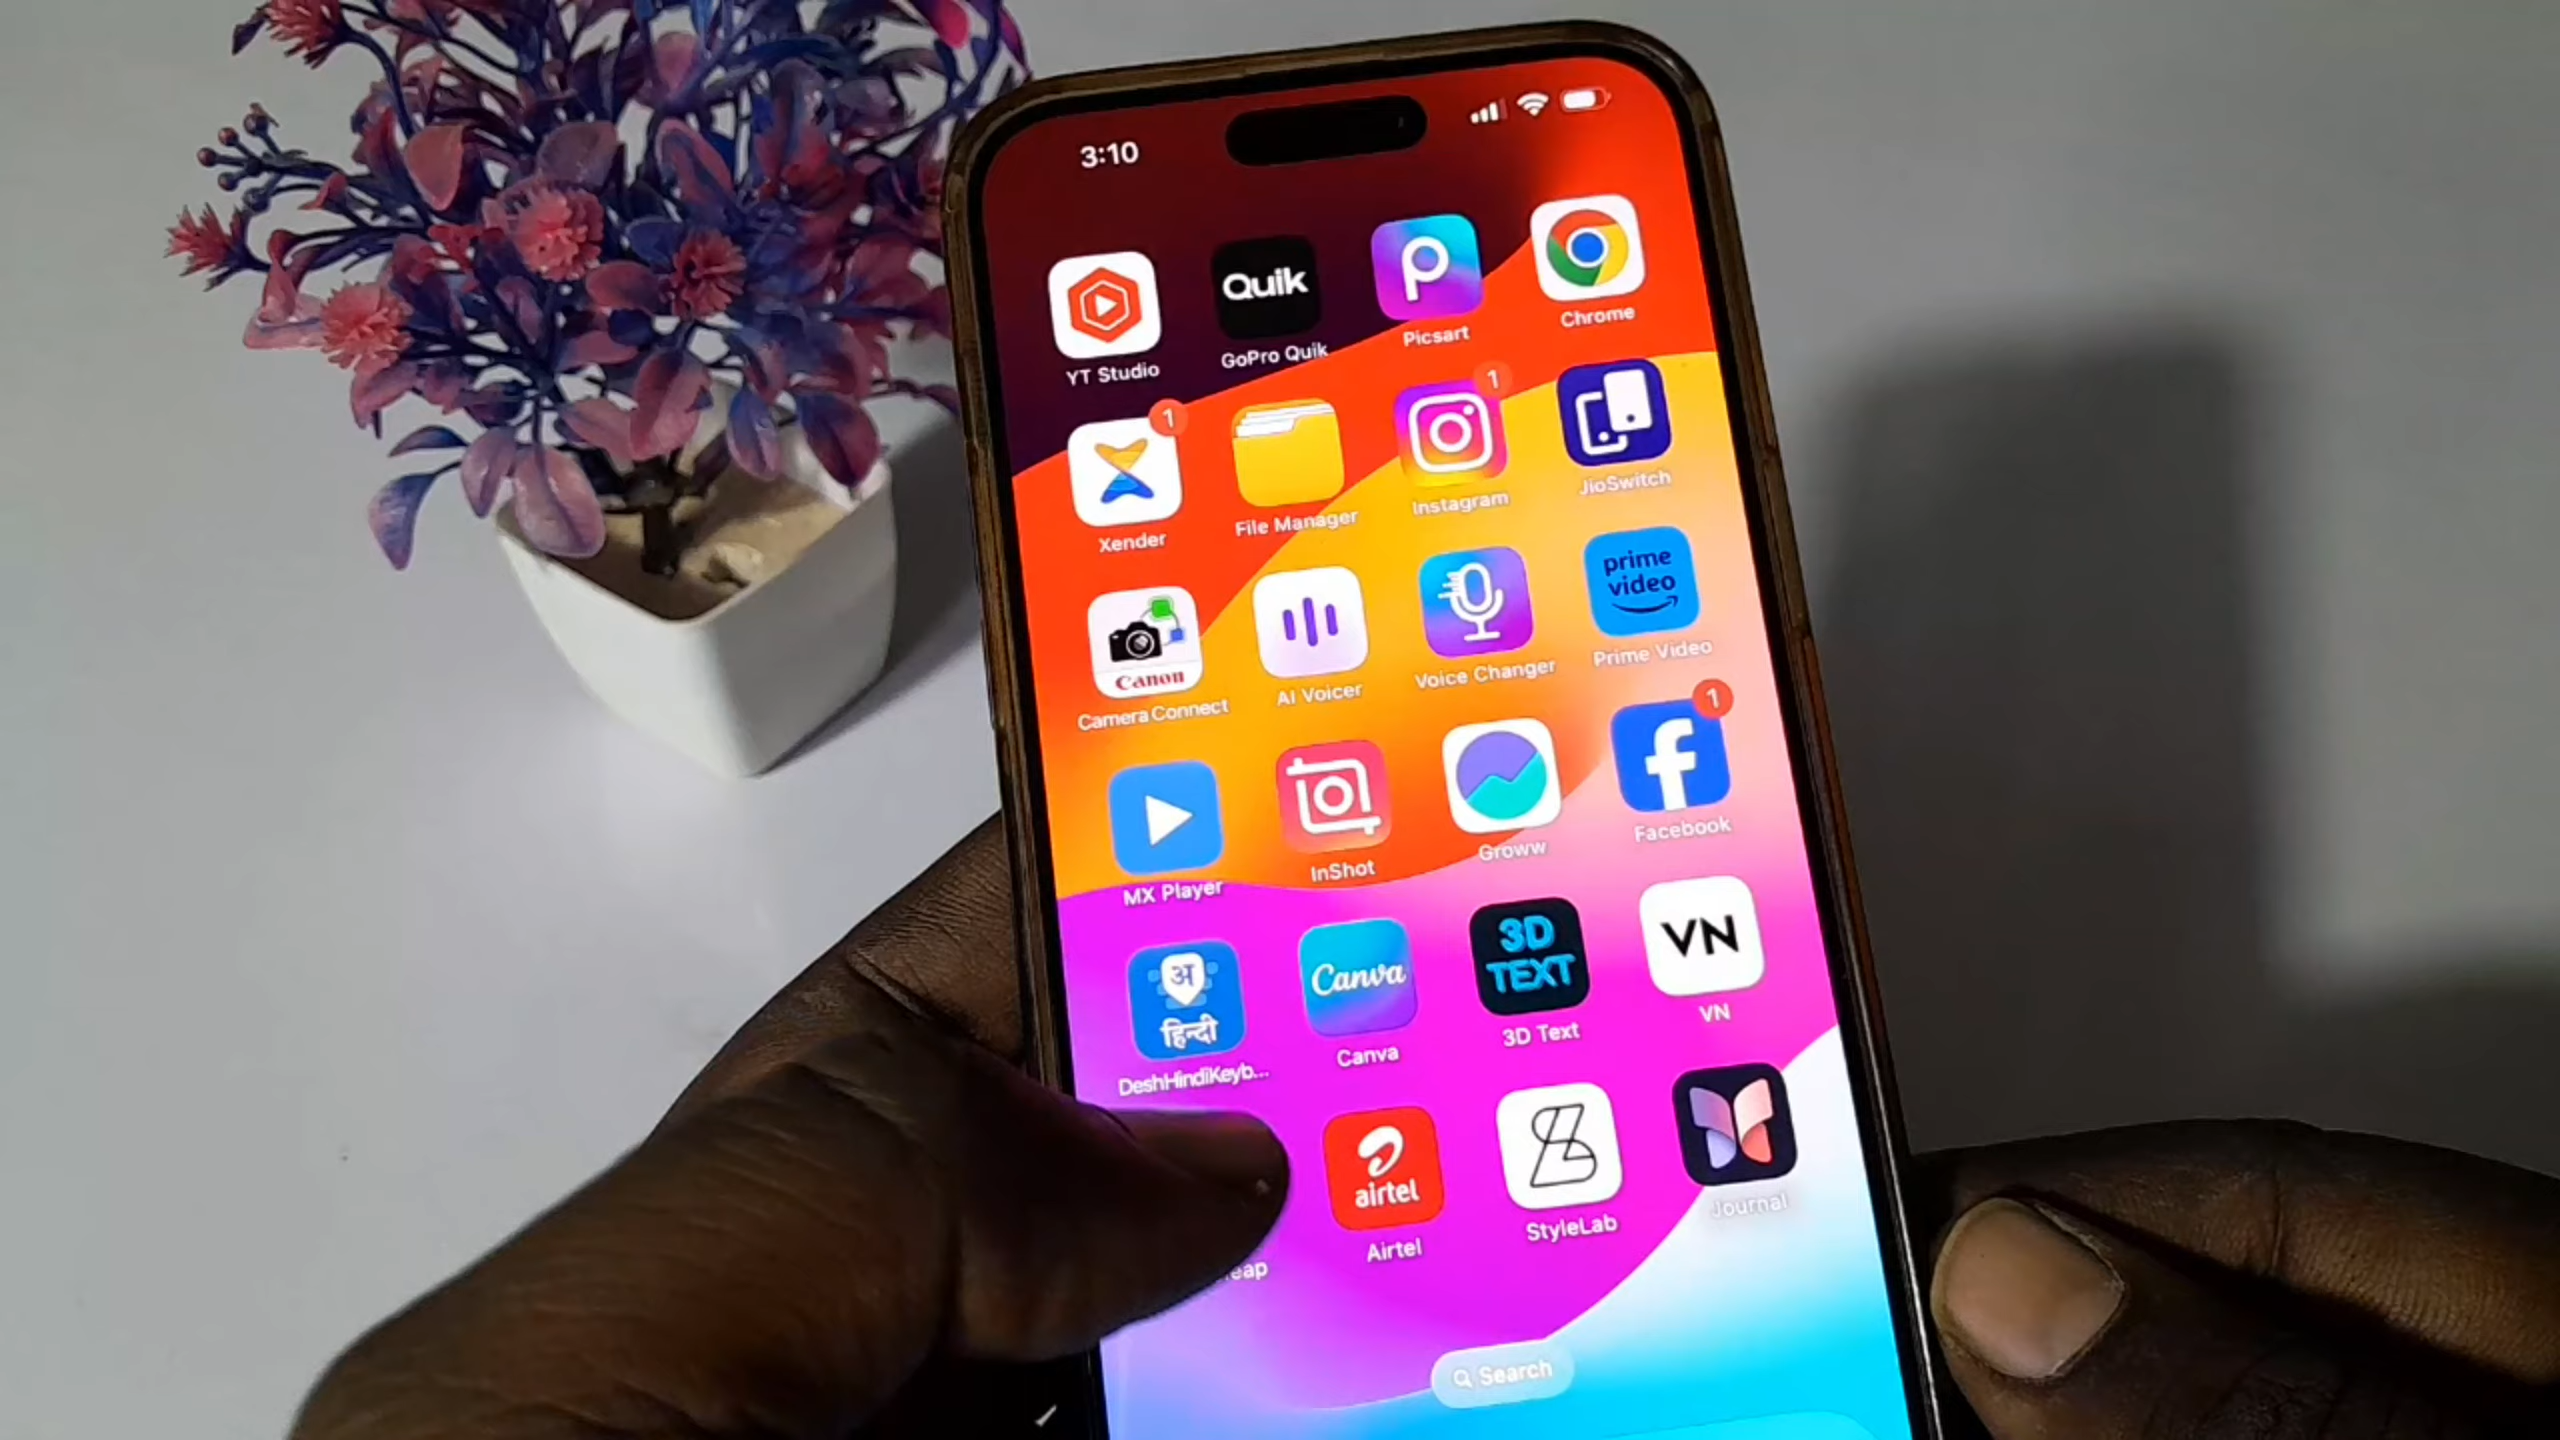 3:10
Quik
YT Studio
GoPro Quik
Picsart
Chrome
1
1
Xender
File Manager
Instagram
JioSwitch
Canon
prime
video
Camera Connect
AI Voicer
Voice Changer
Prime Video
1
MX Player
InShot
Groww
Facebook
अ
हिन्दी
Canva
3D
TEXT
VN
DeshHindiKeyb...
Canva
3D Text
VN
airtel
Airtel
StyleLab
Journal
Search